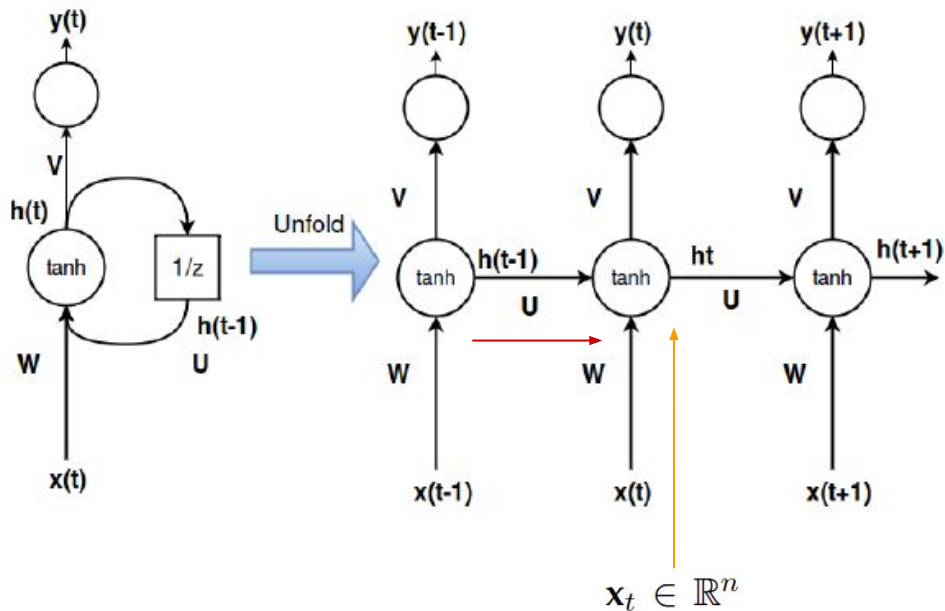 y(t)
V
h(t)
tanh
1/z
h(t-1)
W
U
x(t)
Unfold
y(t-1)
y(t)
y(t+1)
V
V
V
h(t-1)
ht
h(t+1)
tanh
tanh
tanh
U
U
W
W
W
x(t-1)
x(t)
x(t+1)
𝐱ₜ ∈ ℝⁿ